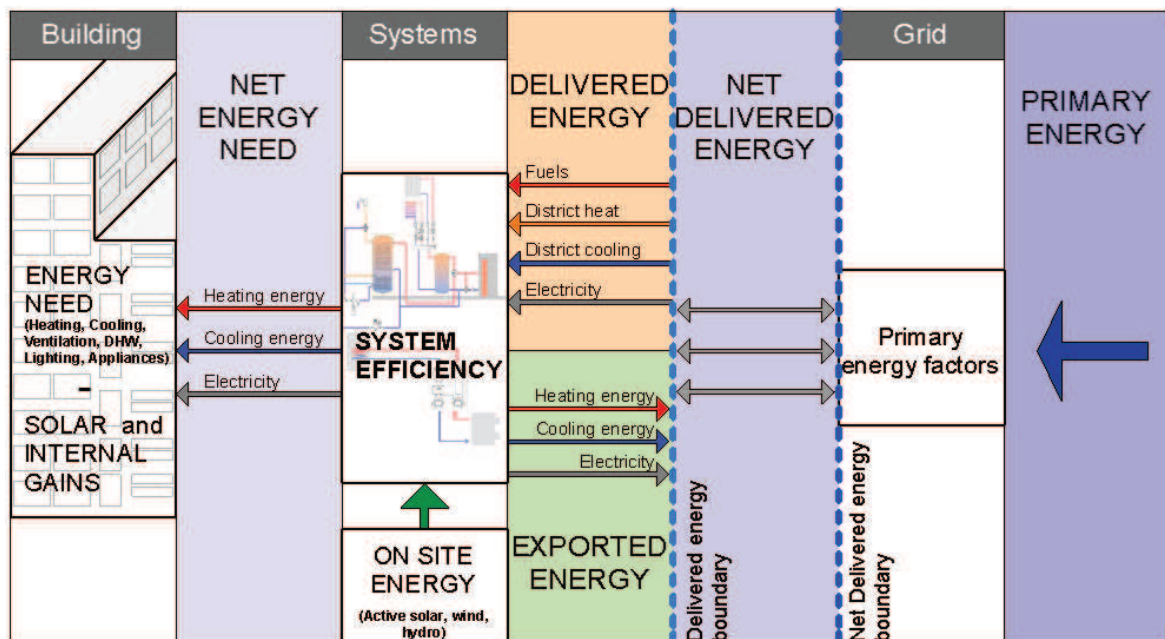 Building
Systems
Grid
NET
ENERGY
NEED
DELIVERED
ENERGY
NET
DELIVERED
ENERGY
PRIMARY
ENERGY
Fuels
District heat
District cooling
Electricity
ENERGY
NEED
(Heating, Cooling,
Ventilation, DHW,
Lighting, Appliances)
SOLAR and
INTERNAL
GAINS
Heating energy
Cooling energy
Electricity
SYSTEM
EFFICIENCY
Primary
energy factors
Heating energy
Cooling energy
Electricity
ON SITE
ENERGY
(Active solar, wind,
hydro)
EXPORTED
ENERGY
Delivered energy
boundary
Net Delivered energy
boundary